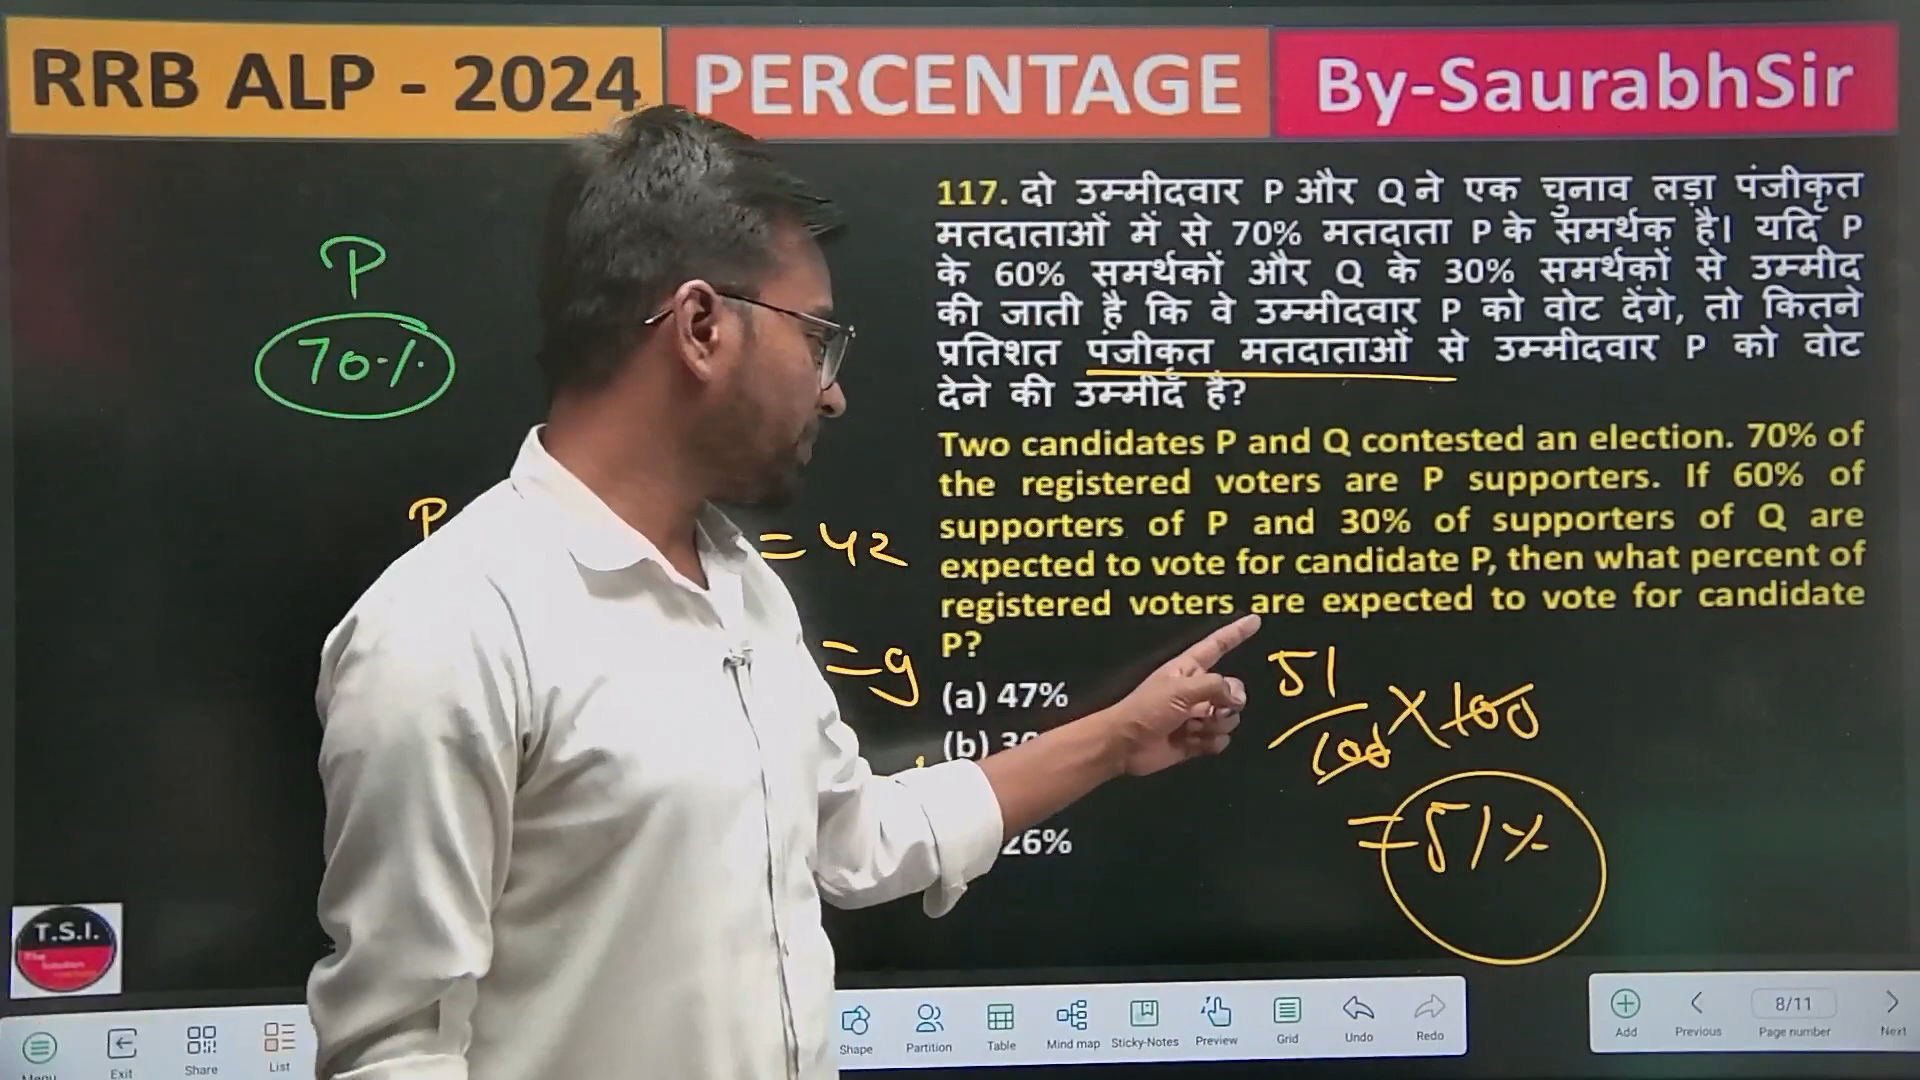 RRB ALP - 2024 PERCENTAGE By-SaurabhSir
117. दो उम्मीदवार P और Q ने एक चुनाव लड़ा पंजीकृत
मतदाताओं में से 70% मतदाता P के समर्थक है। यदि P
के 60% समर्थकों और Q के 30% समर्थकों से उम्मीद
की जाती है कि वे उम्मीदवार P को वोट देंगे, तो कितने
प्रतिशत पंजीकृत मतदाताओं से उम्मीदवार P को वोट
देने की उम्मीद है?
Two candidates P and Q contested an election. 70% of
the registered voters are P supporters. If 60% of
supporters of P and 30% of supporters of Q are
expected to vote for candidate P, then what percent of
registered voters are expected to vote for candidate
P?
(a) 47%
(b)
26%
P
70%
P
= 42
= 9
51
100 × 100
= 51%
T.S.I.
The
Menu
Exit
Share
List
Shape
Partition
Table
Mind map
Sticky-Notes
Preview
Grid
Undo
Redo
Add
Previous
8/11
Page number
Next